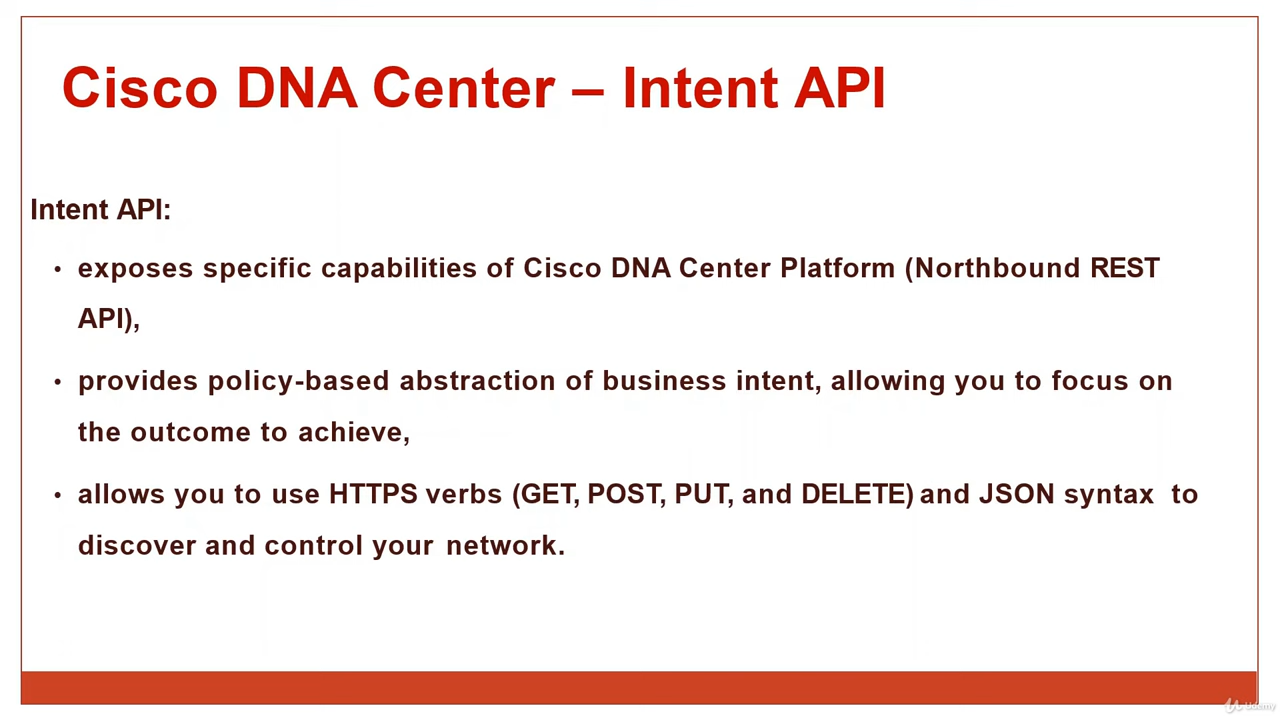 Cisco DNA Center – Intent API
Intent API:
• exposes specific capabilities of Cisco DNA Center Platform (Northbound REST
API),
• provides policy-based abstraction of business intent, allowing you to focus on
the outcome to achieve,
• allows you to use HTTPS verbs (GET, POST, PUT, and DELETE) and JSON syntax to
discover and control your network.
Udemy